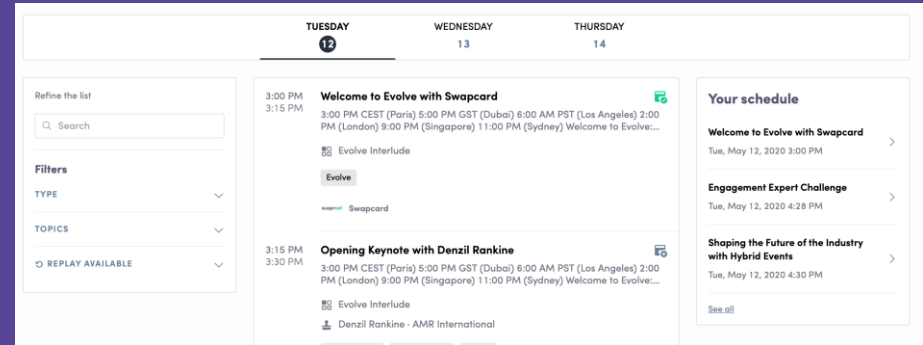 TUESDAY
12
WEDNESDAY
13
THURSDAY
14
Refine the list
Search
Filters
TYPE
TOPICS
REPLAY AVAILABLE
3:00 PM
3:15 PM
Welcome to Evolve with Swapcard
3:00 PM CEST (Paris) 5:00 PM GST (Dubai) 6:00 AM PST (Los Angeles) 2:00
PM (London) 9:00 PM (Singapore) 11:00 PM (Sydney) Welcome to Evolve:...
Evolve Interlude
Evolve
swapcard Swapcard
3:15 PM
3:30 PM
Opening Keynote with Denzil Rankine
3:00 PM CEST (Paris) 5:00 PM GST (Dubai) 6:00 AM PST (Los Angeles) 2:00
PM (London) 9:00 PM (Singapore) 11:00 PM (Sydney) Welcome to Evolve:...
Evolve Interlude
Denzil Rankine · AMR International
Your schedule
Welcome to Evolve with Swapcard
Tue, May 12, 2020 3:00 PM
Engagement Expert Challenge
Tue, May 12, 2020 4:28 PM
Shaping the Future of the Industry
with Hybrid Events
Tue, May 12, 2020 4:30 PM
See all